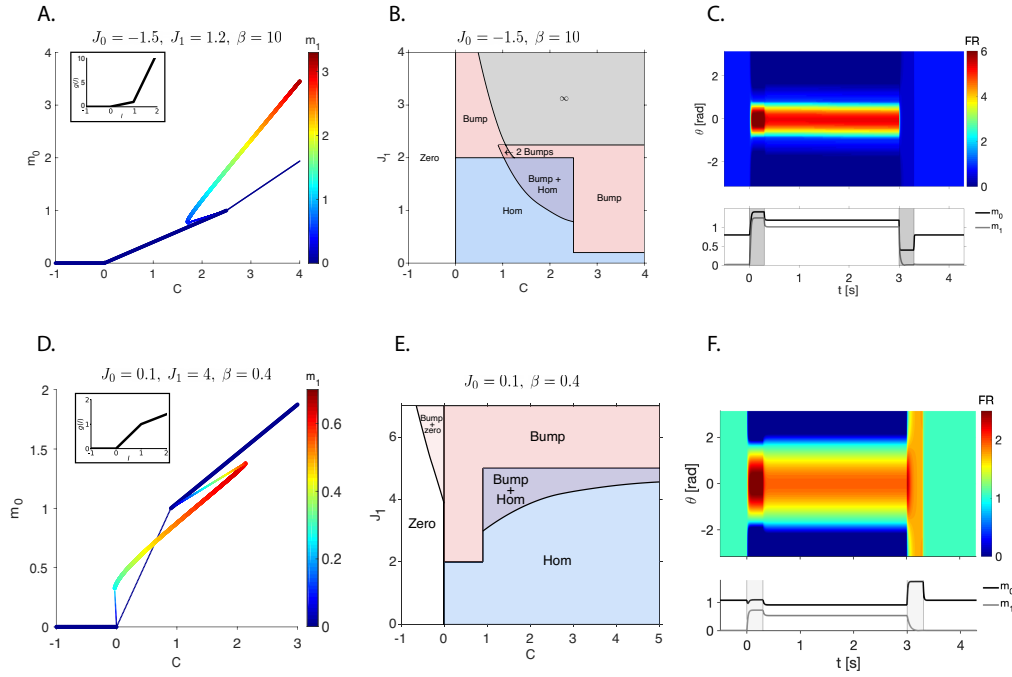 A.
J₀ = −1.5, J₁ = 1.2, β = 10
m₁
4
3
2
1
0
m₀
-1 0 1 2 3 4
C
3
2.5
2
1.5
1
0.5
0
10
5
0
g(I)
-1 0 1 2
I
B.
J₀ = −1.5, β = 10
4
3
2
1
0
J₁
-1 0 1 2 3 4
C
∞
Bump
← 2 Bumps
Zero
Bump + Hom
Bump
Hom
C.
FR
6
4
2
0
2
0
-2
θ [rad]
1
0.5
0
m₀
m₁
0 1 2 3 4
t [s]
D.
J₀ = 0.1, J₁ = 4, β = 0.4
m₁
2
1.5
1
0.5
0
m₀
-1 0 1 2 3
C
0.6
0.4
0.2
0
2
1
0
g(I)
-1 0 1 2
I
E.
J₀ = 0.1, β = 0.4
6
4
2
0
J₁
-1 0 1 2 3 4 5
C
Bump + zero
Bump
Bump + Hom
Zero
Hom
F.
FR
2
1.5
1
0.5
0
2
0
-2
θ [rad]
1
0
m₀
m₁
0 1 2 3 4
t [s]